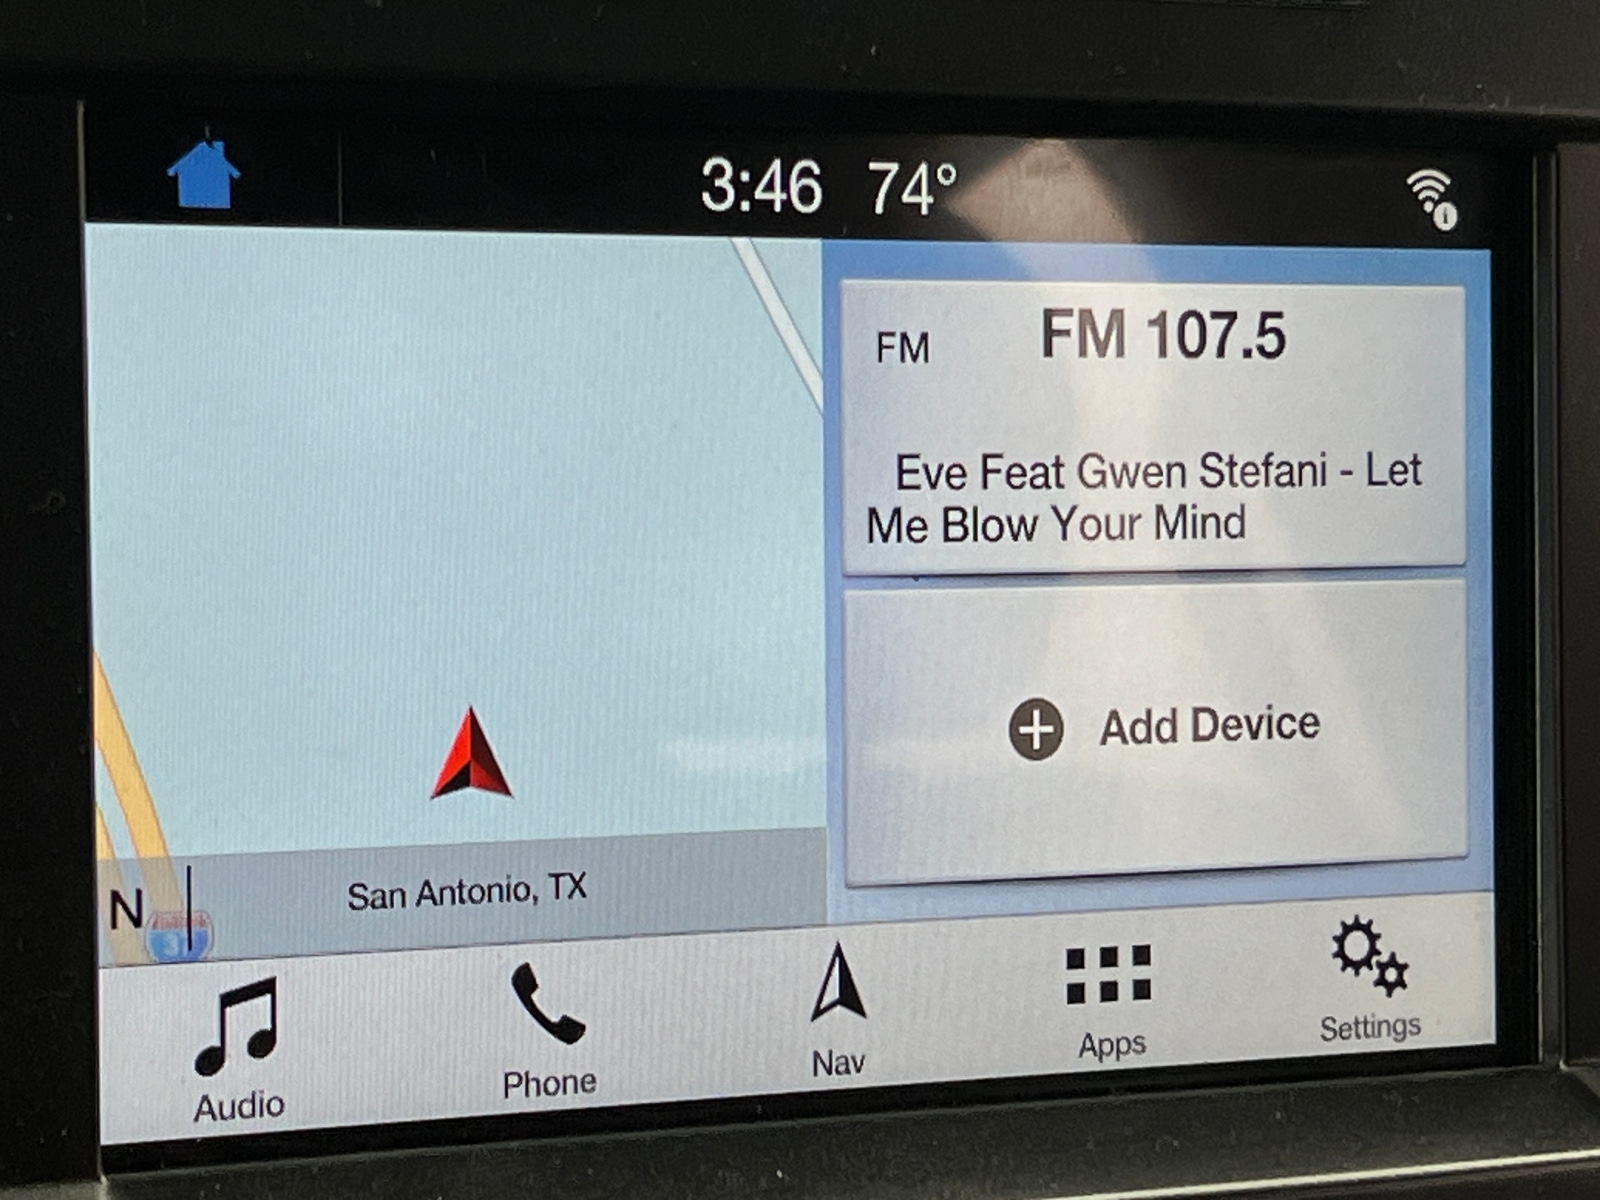 3:46 74°
FM FM 107.5
Eve Feat Gwen Stefani - Let
Me Blow Your Mind
Add Device
San Antonio, TX
N
Audio
Phone
Nav
Apps
Settings